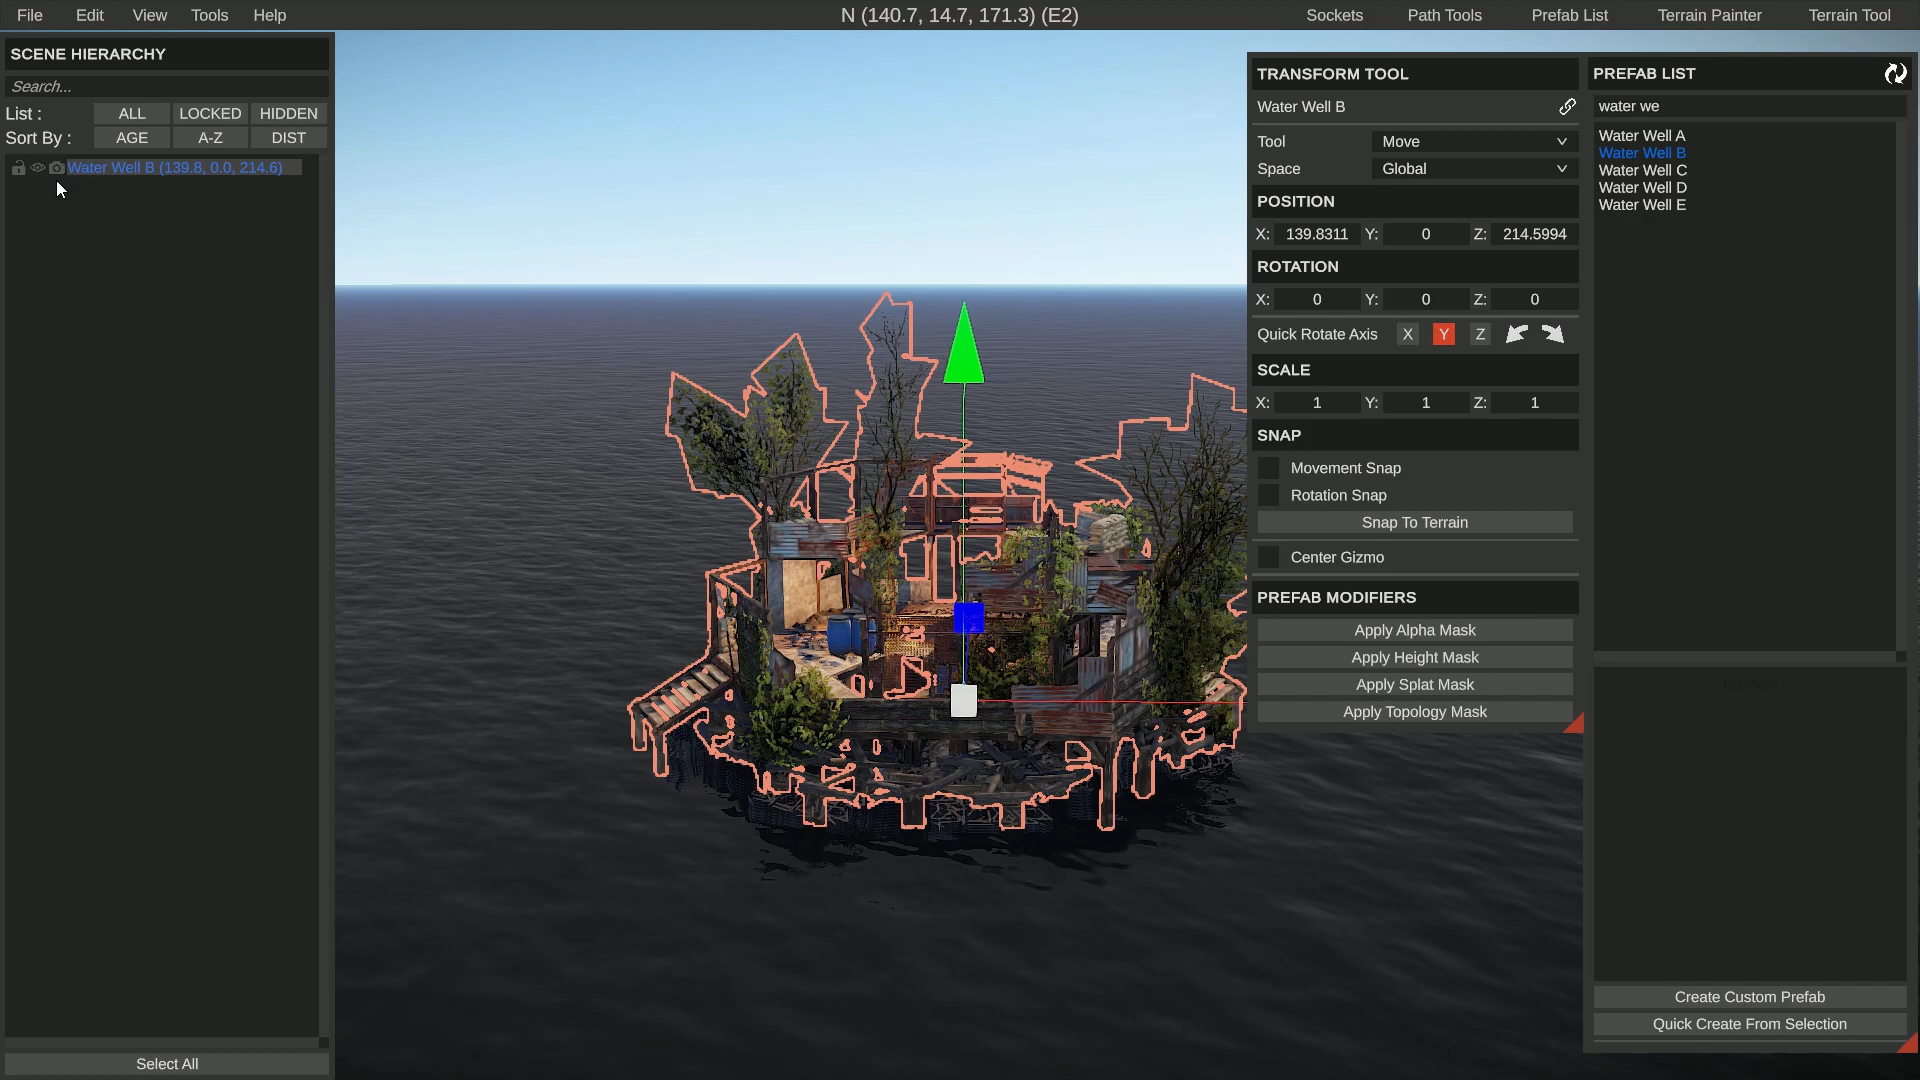 File Edit View Tools Help
N (140.7, 14.7, 171.3) (E2)
Sockets Path Tools Prefab List Terrain Painter Terrain Tool
SCENE HIERARCHY
Search...
List : ALL LOCKED HIDDEN
Sort By : AGE A-Z DIST
Water Well B (139.8, 0.0, 214.6)
Select All
TRANSFORM TOOL
Water Well B
Tool Move
Space Global
POSITION
X: 139.8311 Y: 0 Z: 214.5994
ROTATION
X: 0 Y: 0 Z: 0
Quick Rotate Axis X Y Z
SCALE
X: 1 Y: 1 Z: 1
SNAP
Movement Snap
Rotation Snap
Snap To Terrain
Center Gizmo
PREFAB MODIFIERS
Apply Alpha Mask
Apply Height Mask
Apply Splat Mask
Apply Topology Mask
PREFAB LIST
water we
Water Well A
Water Well B
Water Well C
Water Well D
Water Well E
Create Custom Prefab
Quick Create From Selection